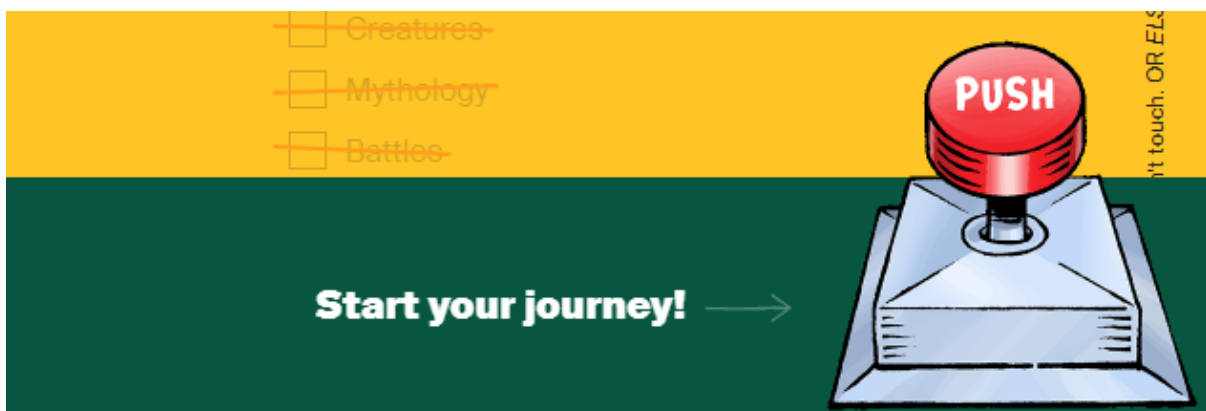 Creatures
Mythology
Battles
n't touch. OR ELS
PUSH
Start your journey!